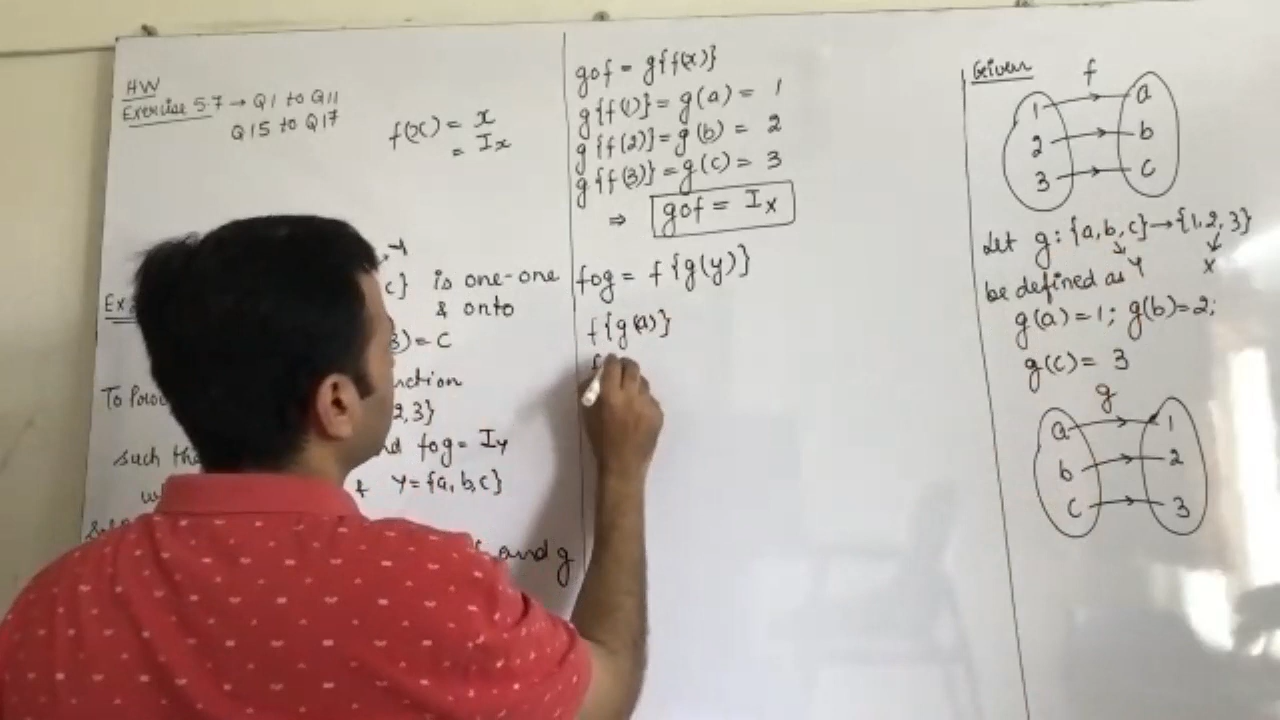 HW
Exercise 5.7 → Q1 to Q11
Q15 to Q17
f(x) = x
= Ix
c} is one-one
& onto
)=C
To
nction
2,3}
such
fog = Iy
Y={a,b,c}
and g
gof = g{f(x)}
g{f(1)} = g(a) = 1
g{f(2)} = g(b) = 2
g{f(3)} = g(c) = 3
⇒ gof = Ix
fog = f{g(y)}
f{g(a)}
f
Given
f
1 a
2 b
3 c
Let g: {a,b,c}→{1,2,3}
Y X
be defined as
g(a)=1; g(b)=2;
g(c)= 3
g
a 1
b 2
c 3